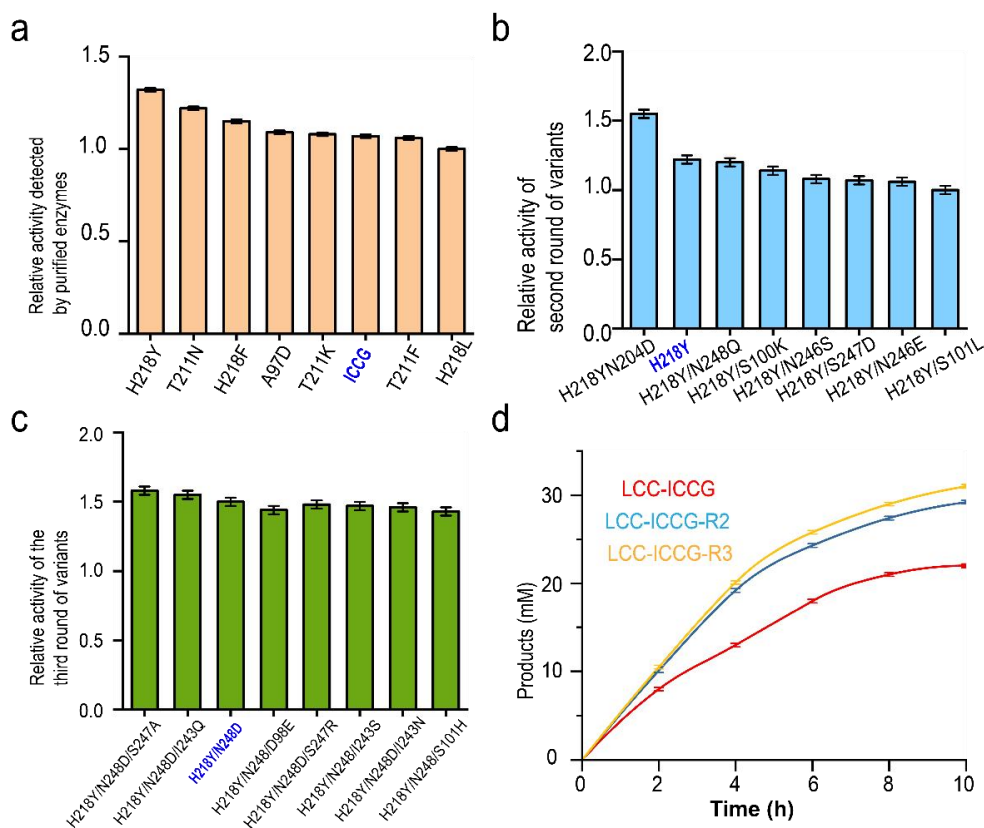 a
Relative activity detected
by purified enzymes
1.5
1.0
0.5
0.0
H218Y
T211N
H218F
A97D
T211K
ICCG
T211F
H218L
b
Relative activity of
second round of variants
2.0
1.5
1.0
0.5
0.0
H218YN204D
H218Y
H218Y/N248Q
H218Y/S100K
H218Y/N246S
H218Y/S247D
H218Y/N246E
H218Y/S101L
c
Relative activity of the
third round of variants
2.0
1.5
1.0
0.5
0.0
H218Y/N248D/S247A
H218Y/N248D/I243Q
H218Y/N248D
H218Y/N248/D98E
H218Y/N248D/S247R
H218Y/N248/I243S
H218Y/N248D/I243N
H218Y/N248/S101H
d
Products (mM)
30
20
10
0
LCC-ICCG
LCC-ICCG-R2
LCC-ICCG-R3
0 2 4 6 8 10
Time (h)